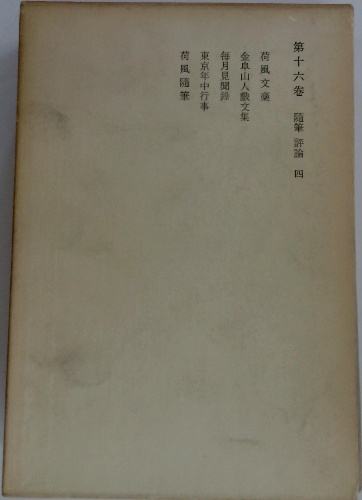 第十六巻 随筆 評論 四
荷風文藁
金阜山人戯文集
毎月見聞録
東京年中行事
荷風随筆